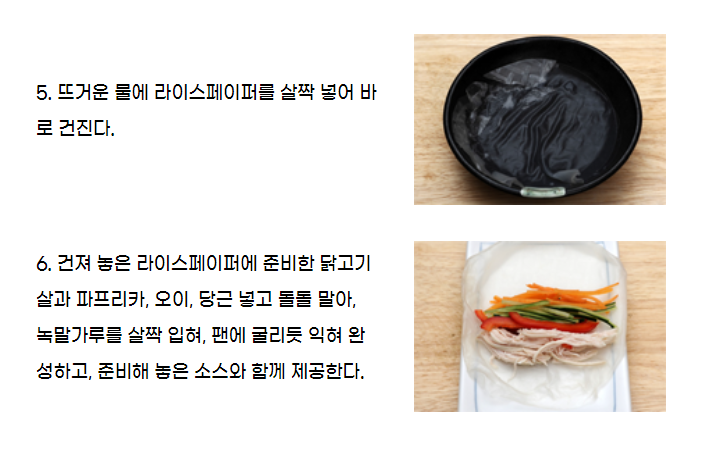 5. 뜨거운 물에 라이스페이퍼를 살짝 넣어 바
로 건진다.
6. 건져 놓은 라이스페이퍼에 준비한 닭고기
살과 파프리카, 오이, 당근 넣고 돌돌 말아,
녹말가루를 살짝 입혀, 팬에 굴리듯 익혀 완
성하고, 준비해 놓은 소스와 함께 제공한다.